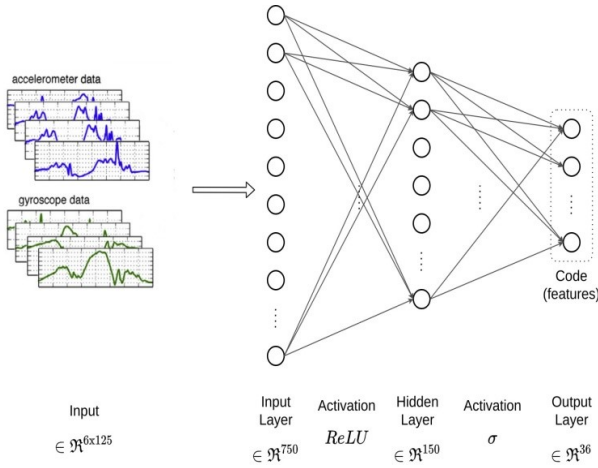 accelerometer data
gyroscope data
Code
(features)
Input
∈ ℜ^{6x125}
Input
Layer
∈ ℜ^{750}
Activation
ReLU
Hidden
Layer
∈ ℜ^{150}
Activation
σ
Output
Layer
∈ ℜ^{36}